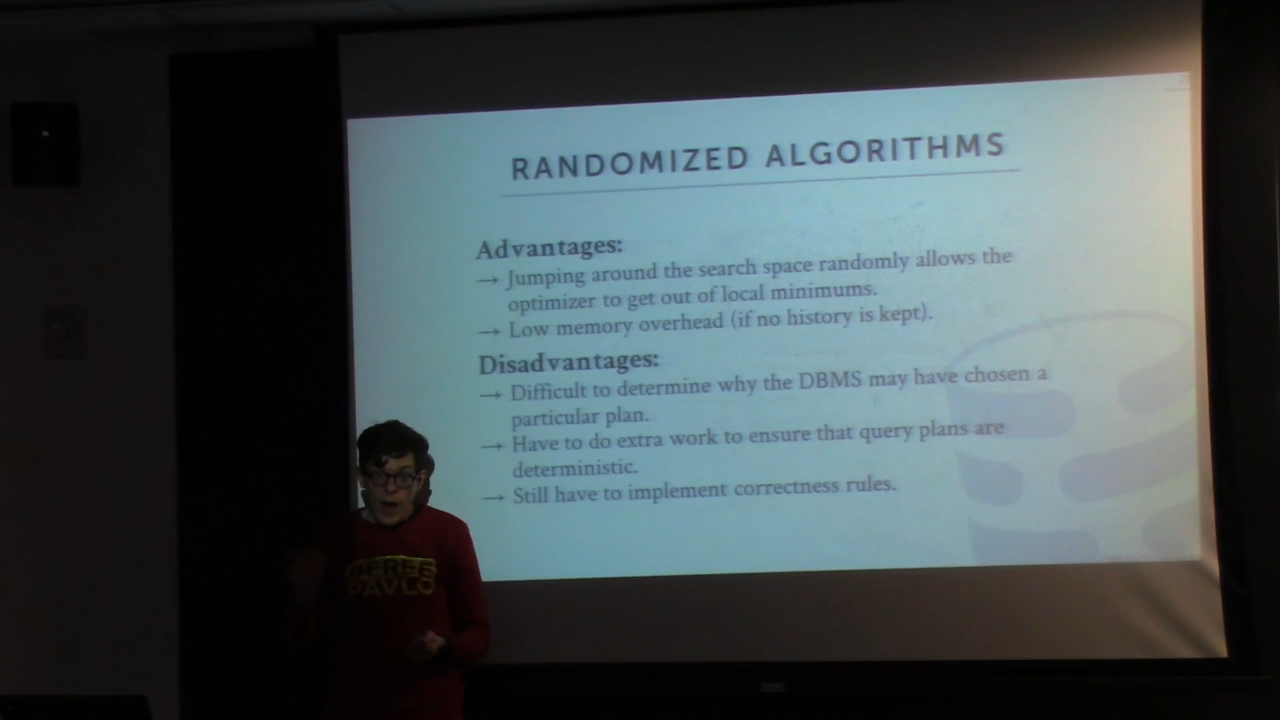 RANDOMIZED ALGORITHMS
Advantages:
→ Jumping around the search space randomly allows the
optimizer to get out of local minimums.
→ Low memory overhead (if no history is kept).
Disadvantages:
→ Difficult to determine why the DBMS may have chosen a
particular plan.
→ Have to do extra work to ensure that query plans are
deterministic.
→ Still have to implement correctness rules.
#FREE
PAVLO